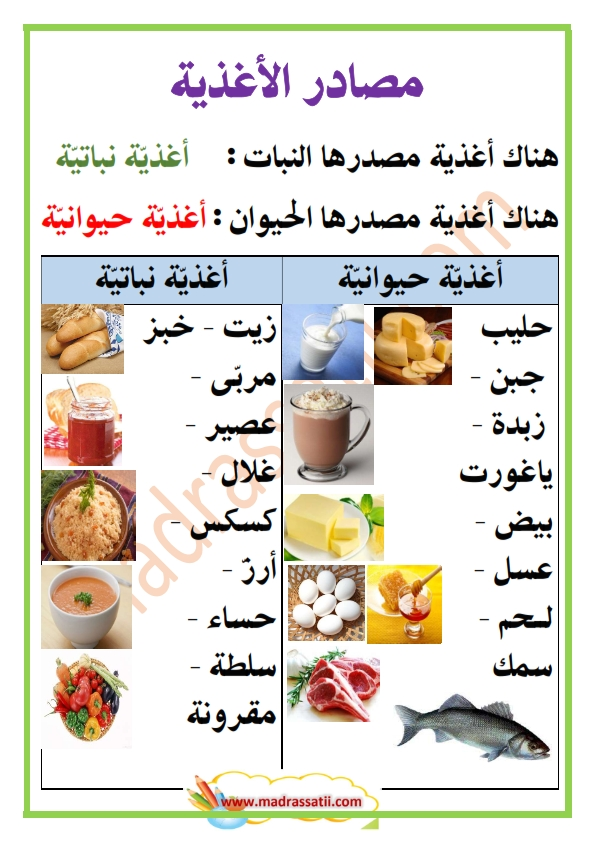 مصادر الأغذية
هناك أغذية مصدرها النبات : أغذيّة نباتيّة
هناك أغذية مصدرها الحيوان : أغذيّة حيوانيّة
أغذيّة حيوانيّة
حليب
جبن -
زبدة -
ياغورت
بيض -
عسل -
لحم -
سمك
أغذيّة نباتيّة
زيت - خبز
مربّى -
عصير -
غلال -
كسكس -
أرزّ -
حساء -
سلطة -
مقرونة
www.madrassatii.com
madrassatii.com